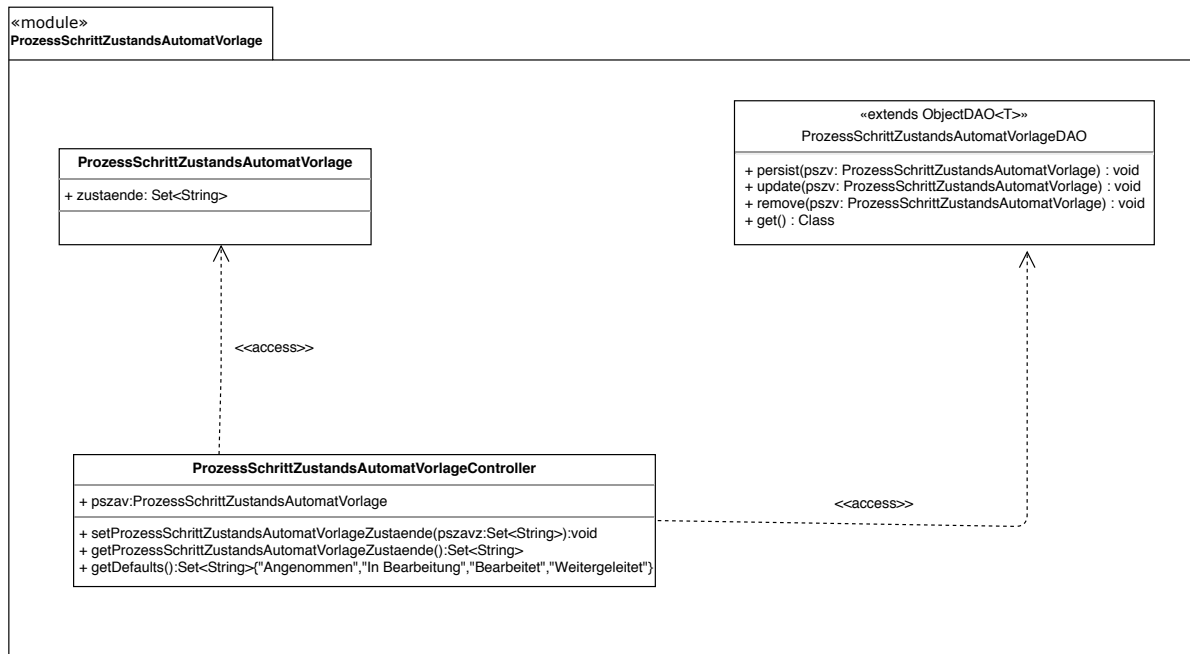 «module»
ProzessSchrittZustandsAutomatVorlage
«extends ObjectDAO<T>»
ProzessSchrittZustandsAutomatVorlageDAO
+ persist(pszv: ProzessSchrittZustandsAutomatVorlage) : void
+ update(pszv: ProzessSchrittZustandsAutomatVorlage) : void
+ remove(pszv: ProzessSchrittZustandsAutomatVorlage) : void
+ get() : Class
ProzessSchrittZustandsAutomatVorlage
+ zustaende: Set<String>
<<access>>
ProzessSchrittZustandsAutomatVorlageController
+ pszav:ProzessSchrittZustandsAutomatVorlage
+ setProzessSchrittZustandsAutomatVorlageZustaende(pszavz:Set<String>):void
+ getProzessSchrittZustandsAutomatVorlageZustaende():Set<String>
+ getDefaults():Set<String>{"Angenommen","In Bearbeitung","Bearbeitet","Weitergeleitet"}
<<access>>